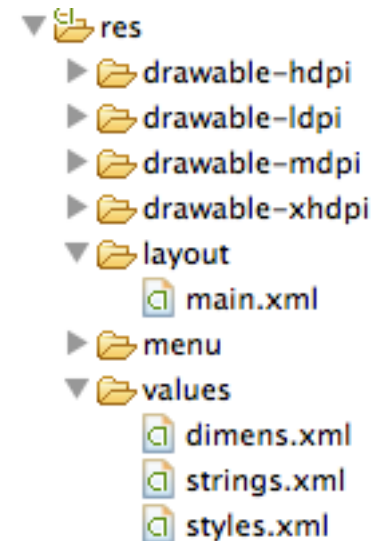 res
drawable-hdpi
drawable-ldpi
drawable-mdpi
drawable-xhdpi
layout
main.xml
menu
values
dimens.xml
strings.xml
styles.xml